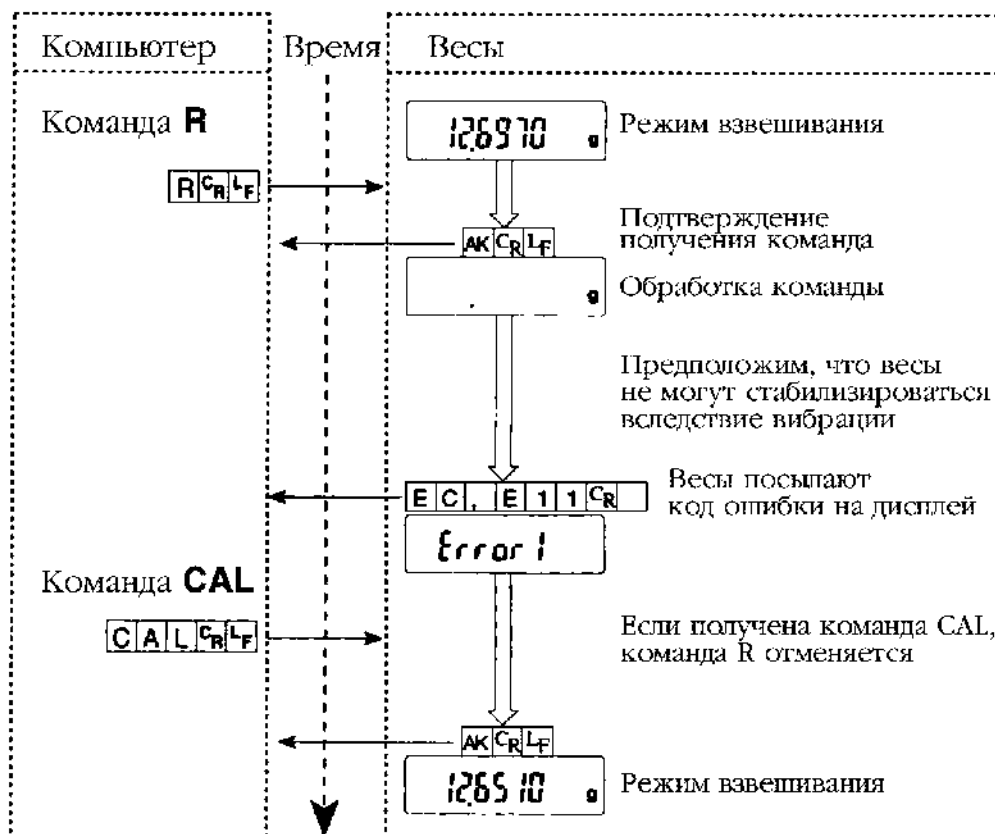 Компьютер Время Весы
Команда R
12.6970 g Режим взвешивания
R CR LF
Подтверждение
получения команда
AK CR LF
g Обработка команды
Предположим, что весы
не могут стабилизироваться
вследствие вибрации
Весы посылают
код ошибки на дисплей
E C , E 1 1 CR
Error 1
Команда CAL
C A L CR LF
Если получена команда CAL,
команда R отменяется
AK CR LF
12.6510 g Режим взвешивания